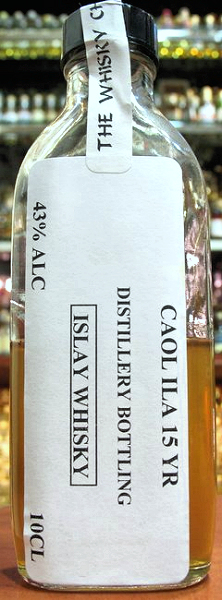 THE WHISKY
CAOL ILA 15 YR
DISTILLERY BOTTLING
ISLAY WHISKY
43% ALC 10CL